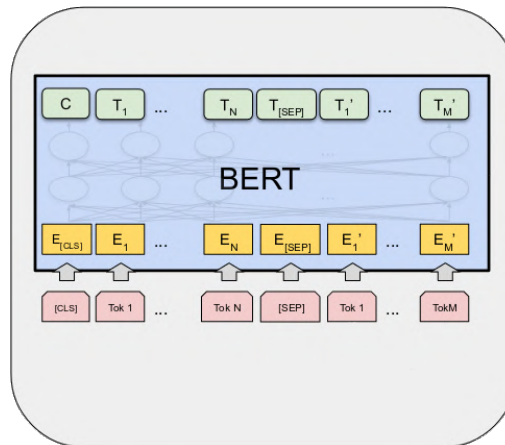 C T1 ... TN T[SEP] T1' ... TM'
...
BERT
...
E[CLS] E1 ... EN E[SEP] E1' ... EM'
[CLS] Tok 1 ... Tok N [SEP] Tok 1 ... TokM